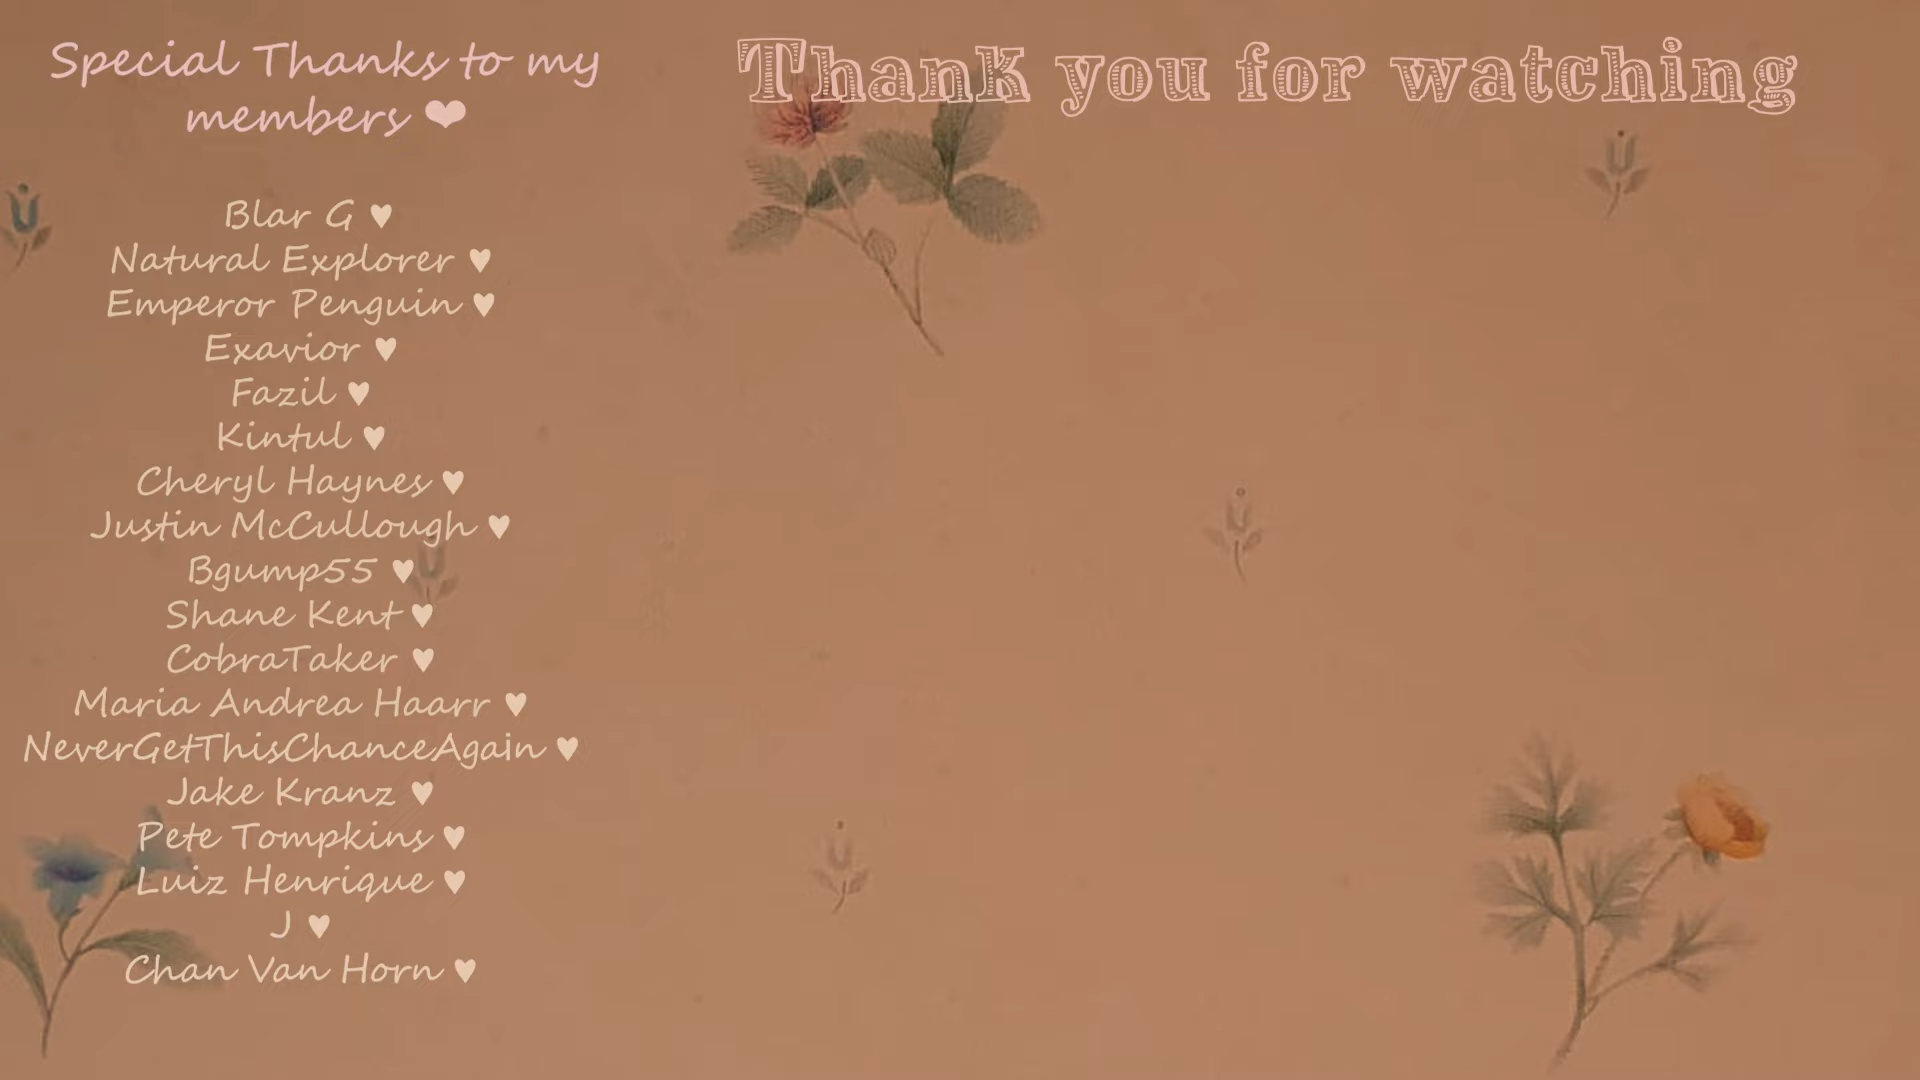 Special Thanks to my
members ❤
Blar G ♥
Natural Explorer ♥
Emperor Penguin ♥
Exavior ♥
Fazil ♥
Kintul ♥
Cheryl Haynes ♥
Justin McCullough ♥
Bgump55 ♥
Shane Kent ♥
CobraTaker ♥
Maria Andrea Haarr ♥
NeverGetThisChanceAgain ♥
Jake Kranz ♥
Pete Tompkins ♥
Luiz Henrique ♥
J ♥
Chan Van Horn ♥
Thank you for watching